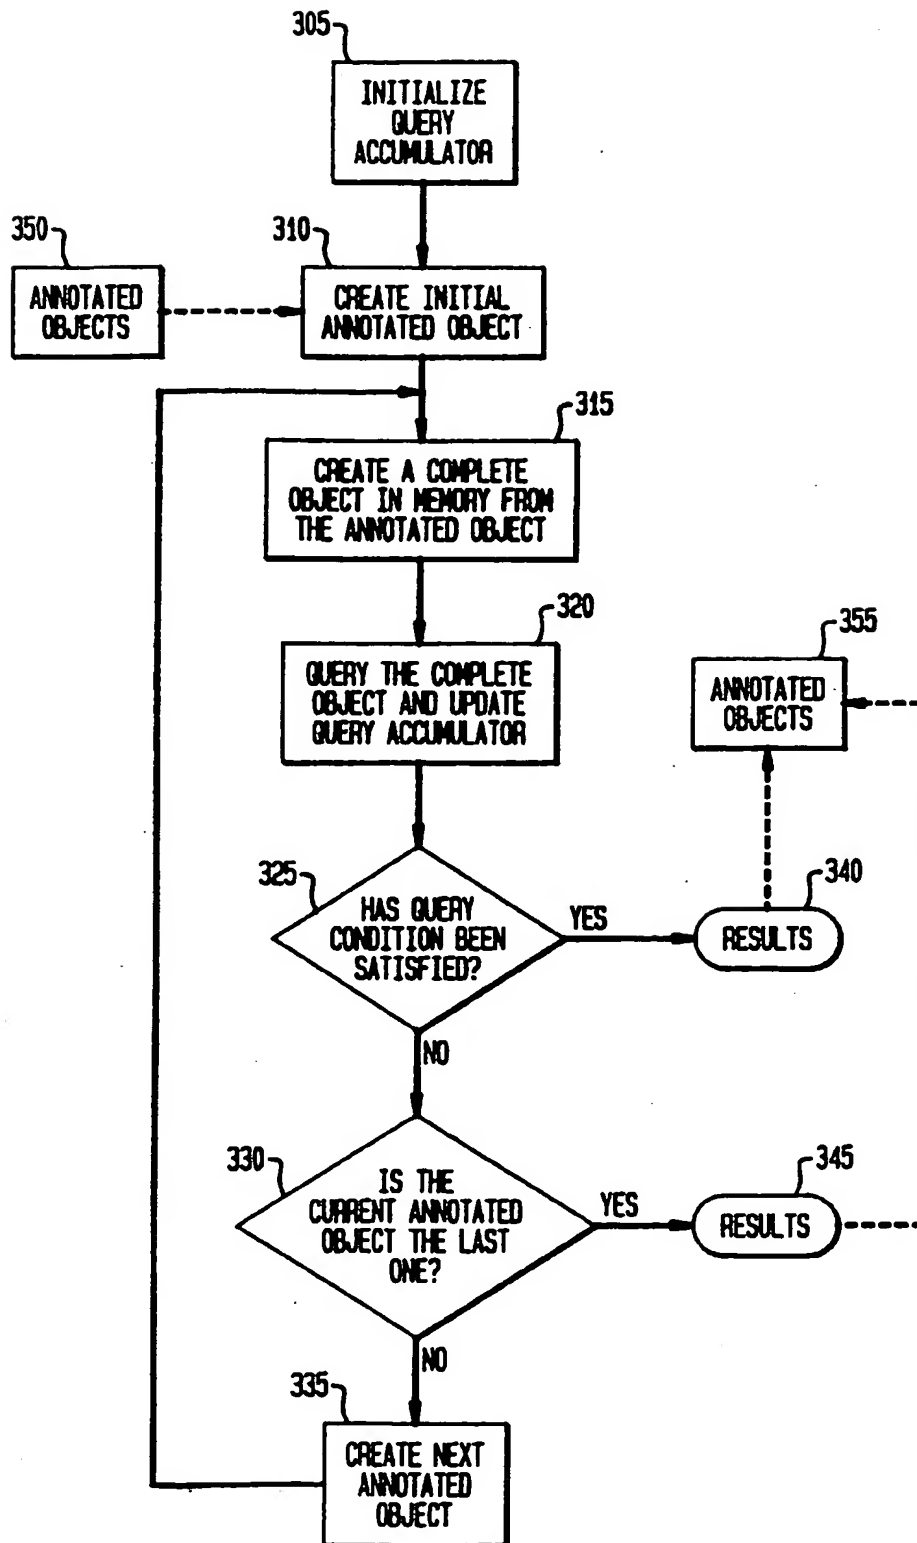 305
INITIALIZE
QUERY
ACCUMULATOR
350
ANNOTATED
OBJECTS
310
CREATE INITIAL
ANNOTATED OBJECT
315
CREATE A COMPLETE
OBJECT IN MEMORY FROM
THE ANNOTATED OBJECT
320
QUERY THE COMPLETE
OBJECT AND UPDATE
QUERY ACCUMULATOR
355
ANNOTATED
OBJECTS
325
HAS QUERY
CONDITION BEEN
SATISFIED?
YES
340
RESULTS
NO
330
IS THE
CURRENT ANNOTATED
OBJECT THE LAST
ONE?
YES
345
RESULTS
NO
335
CREATE NEXT
ANNOTATED
OBJECT